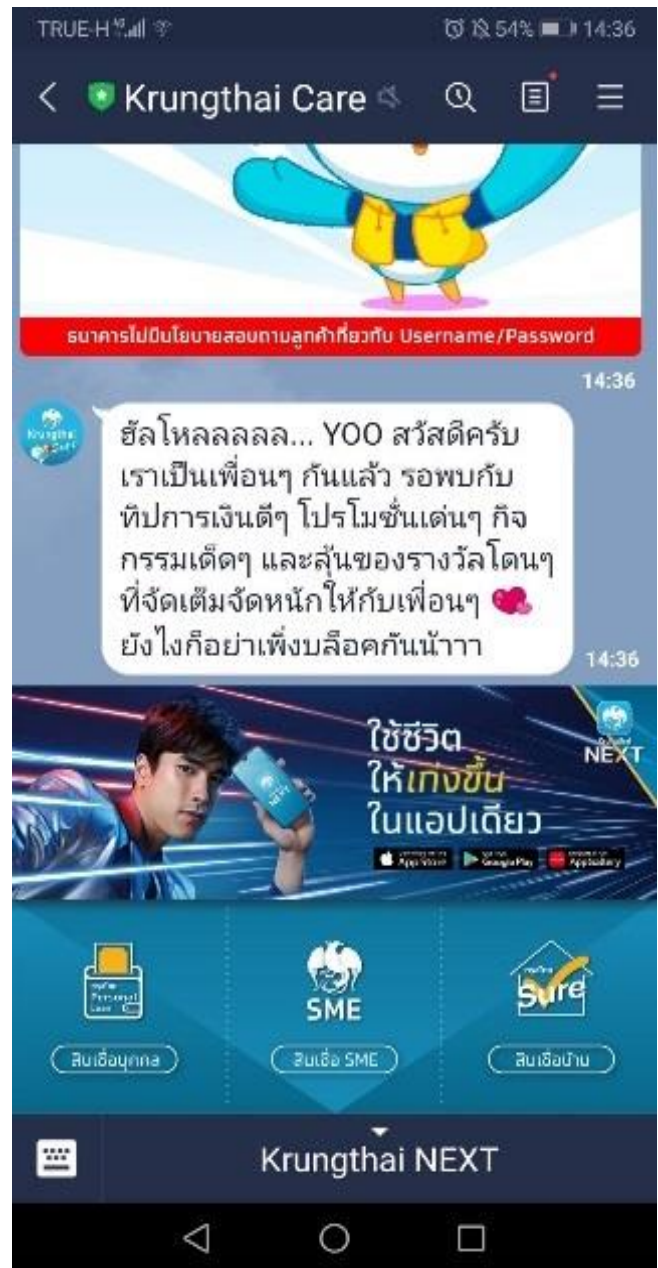 TRUE-H 54% 14:36
Krungthai Care
ธนาคารไม่มีนโยบายสอบถามลูกค้าเกี่ยวกับ Username/Password
14:36
ฮัลโหลลลลล... YOO สวัสดีครับ
เราเป็นเพื่อนๆ กันแล้ว รอพบกับ
ทิปการเงินดีๆ โปรโมชั่นเด่นๆ กิจ
กรรมเด็ดๆ และลุ้นของรางวัลโดนๆ
ที่จัดเต็มจัดหนักให้กับเพื่อนๆ
ยังไงก็อย่าเพิ่งบล็อคกันน้าาา
14:36
ใช้ชีวิต
ให้เก่งขึ้น
ในแอปเดียว
NEXT
App Store Google Play AppGallery
Personal
SME
Sure
สินเชื่อบุคคล
สินเชื่อ SME
สินเชื่อบ้าน
Krungthai NEXT